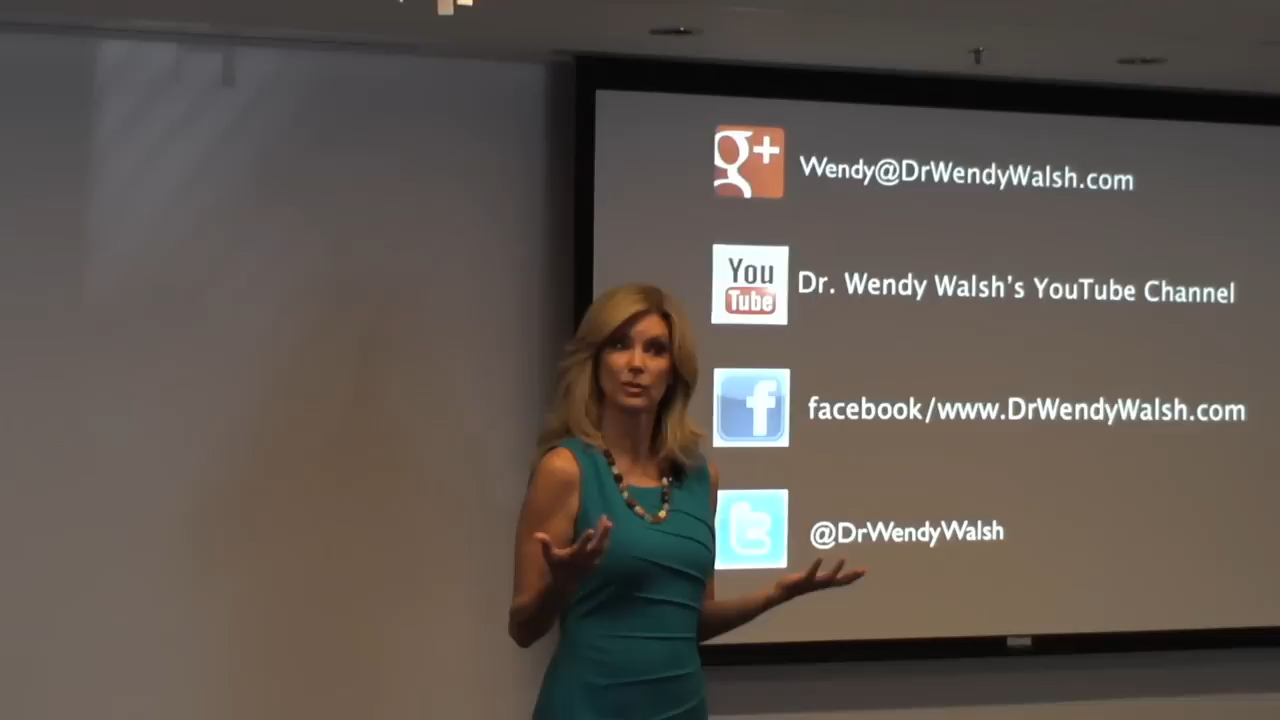 g+
Wendy@DrWendyWalsh.com
You
Tube
Dr. Wendy Walsh's YouTube Channel
f
facebook/www.DrWendyWalsh.com
t
@DrWendyWalsh